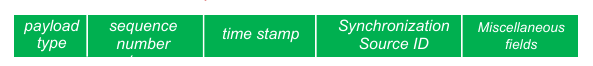 payload type
sequence number
time stamp
Synchronization Source ID
Miscellaneous fields